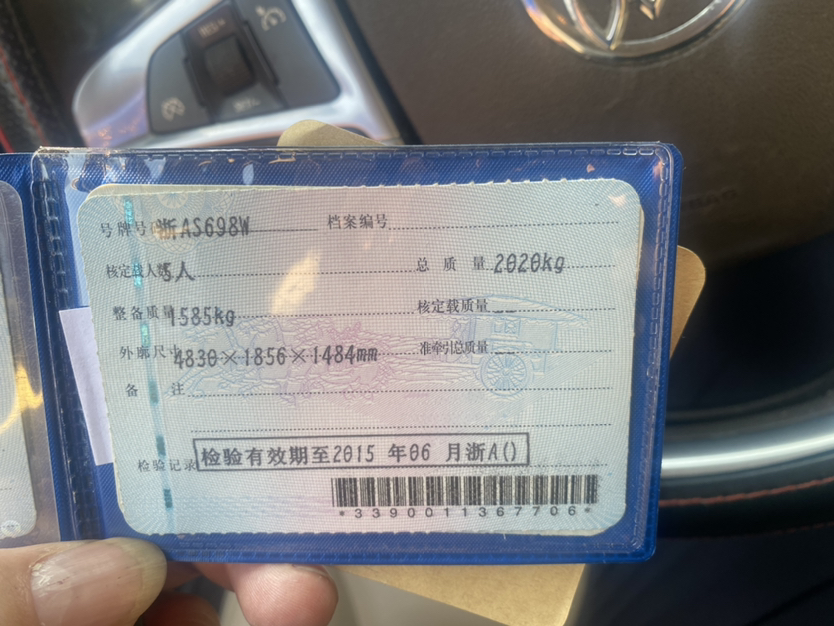 号牌号码浙AS698W 档案编号
核定载人数5人 总质量2020kg
整备质量1585kg 核定载质量
外廓尺寸4830×1856×1484mm 准牵引总质量
备注
检验记录检验有效期至2015年06月浙A()
*3390011367706*